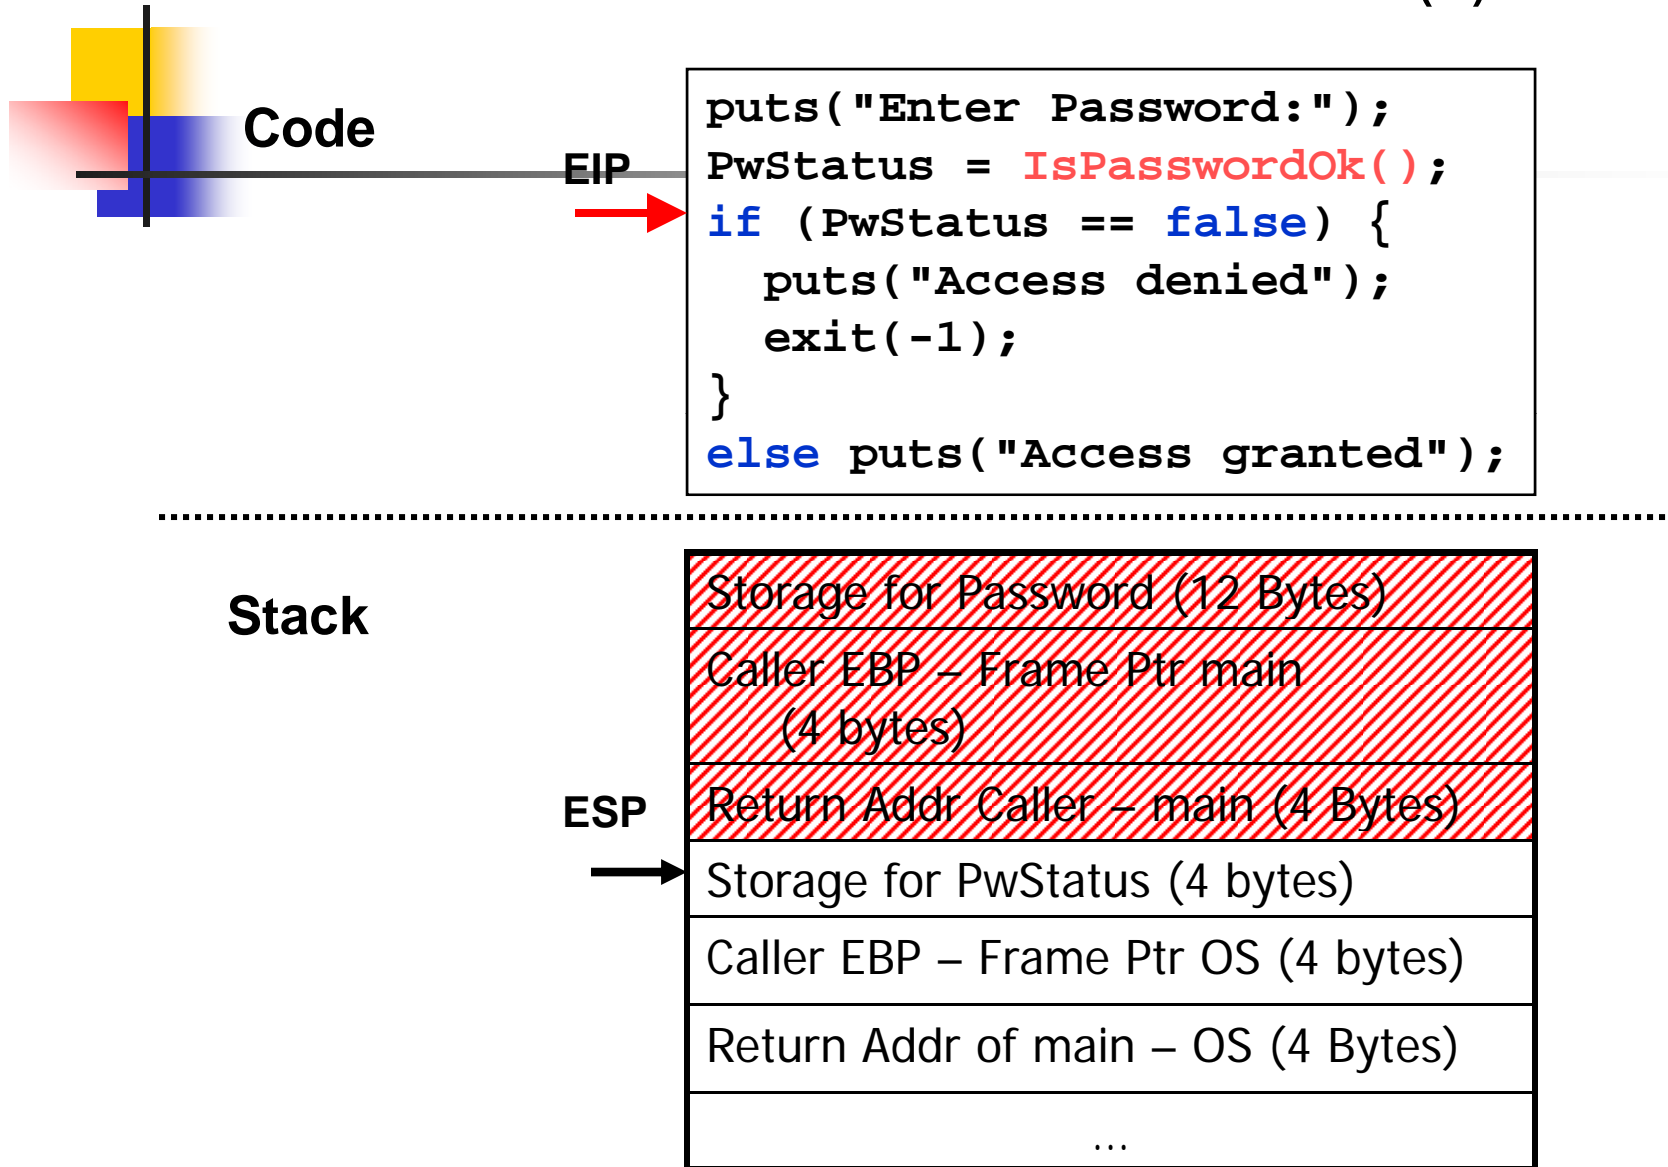 Code
EIP
puts("Enter Password:");
PwStatus = IsPasswordOk();
if (PwStatus == false) {
  puts("Access denied");
  exit(-1);
}
else puts("Access granted");
Stack
ESP
Storage for Password (12 Bytes)
Caller EBP – Frame Ptr main
(4 bytes)
Return Addr Caller – main (4 Bytes)
Storage for PwStatus (4 bytes)
Caller EBP – Frame Ptr OS (4 bytes)
Return Addr of main – OS (4 Bytes)
…